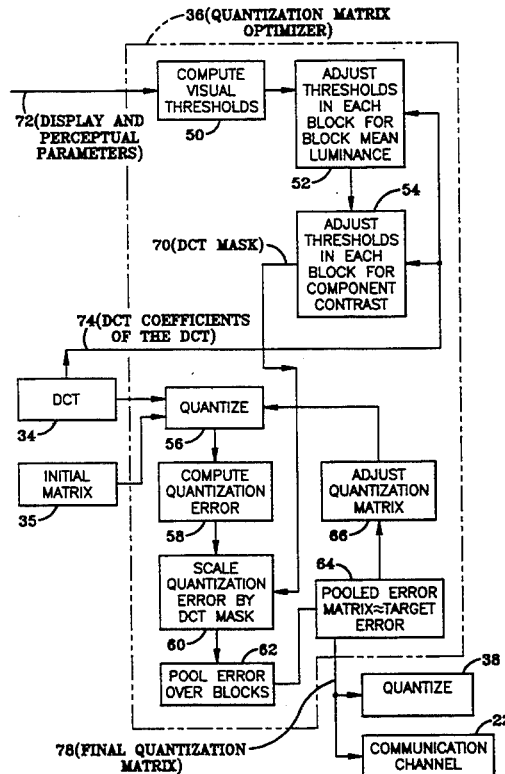 36(QUANTIZATION MATRIX
OPTIMIZER)
COMPUTE
VISUAL
THRESHOLDS
50
ADJUST
THRESHOLDS
IN EACH
BLOCK FOR
BLOCK MEAN
LUMINANCE
52
72(DISPLAY AND
PERCEPTUAL
PARAMETERS)
54
ADJUST
THRESHOLDS
IN EACH
BLOCK FOR
COMPONENT
CONTRAST
70(DCT MASK)
74(DCT COEFFICIENTS
OF THE DCT)
DCT
34
QUANTIZE
56
INITIAL
MATRIX
35
COMPUTE
QUANTIZATION
ERROR
58
ADJUST
QUANTIZATION
MATRIX
66
SCALE
QUANTIZATION
ERROR BY
DCT MASK
60
64
POOLED ERROR
MATRIX≈TARGET
ERROR
62
POOL ERROR
OVER BLOCKS
38
QUANTIZE
78(FINAL QUANTIZATION
MATRIX)
COMMUNICATION
CHANNEL